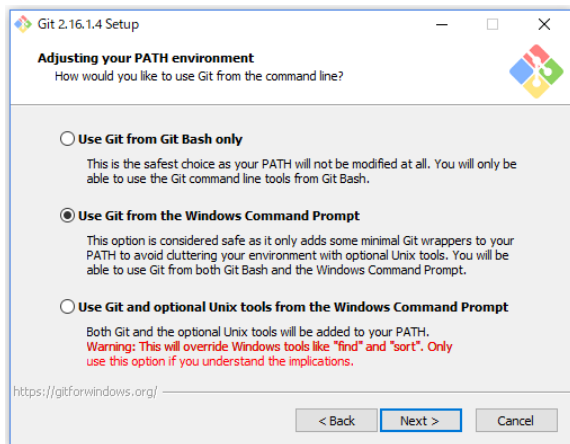 Git 2.16.1.4 Setup
Adjusting your PATH environment
How would you like to use Git from the command line?
Use Git from Git Bash only
This is the safest choice as your PATH will not be modified at all. You will only be
able to use the Git command line tools from Git Bash.
Use Git from the Windows Command Prompt
This option is considered safe as it only adds some minimal Git wrappers to your
PATH to avoid cluttering your environment with optional Unix tools. You will be
able to use Git from both Git Bash and the Windows Command Prompt.
Use Git and optional Unix tools from the Windows Command Prompt
Both Git and the optional Unix tools will be added to your PATH.
Warning: This will override Windows tools like "find" and "sort". Only
use this option if you understand the implications.
https://gitforwindows.org/
< Back
Next >
Cancel